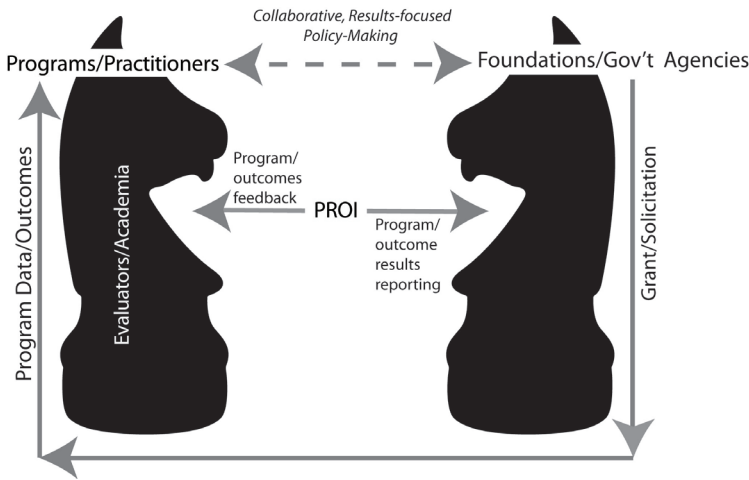 Collaborative, Results-focused
Policy-Making
Programs/Practitioners
Foundations/Gov't Agencies
Program/
outcomes
feedback
PROI
Program/
outcome
results
reporting
Program Data/Outcomes
Evaluators/Academia
Grant/Solicitation